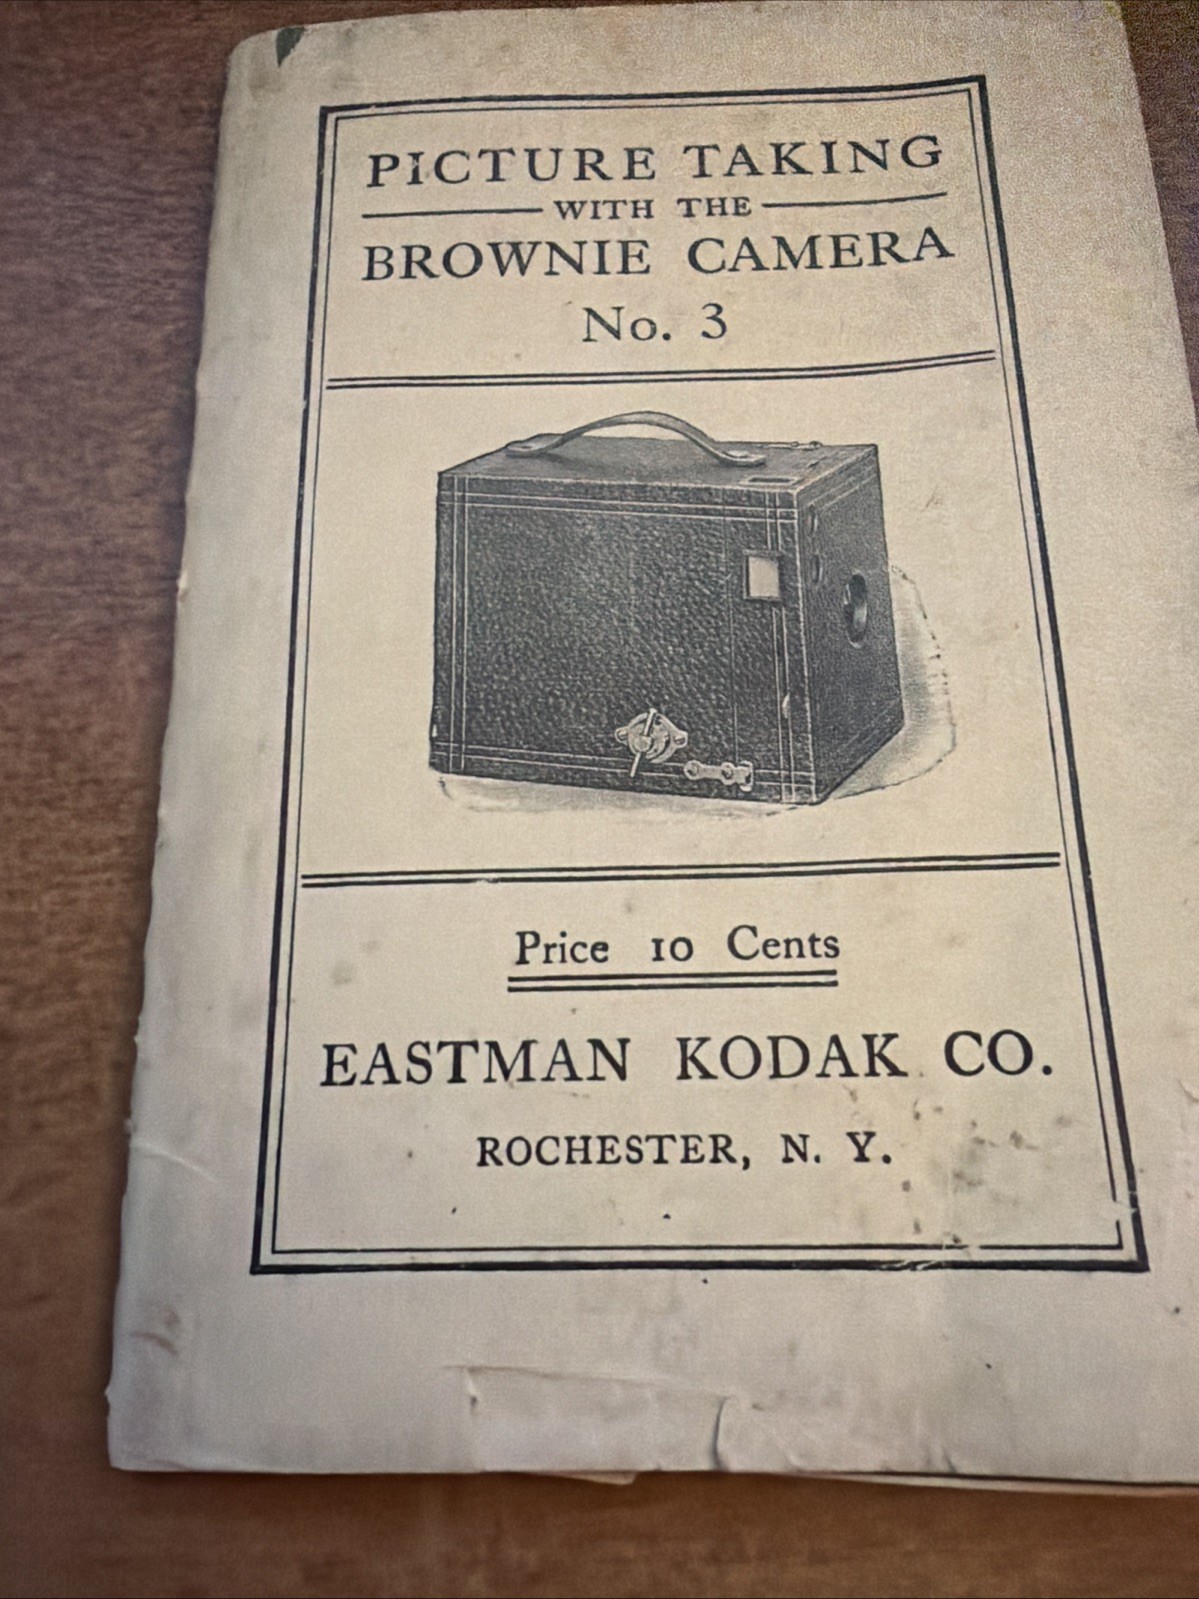 PICTURE TAKING
WITH THE
BROWNIE CAMERA
No. 3
Price 10 Cents
EASTMAN KODAK CO.
ROCHESTER, N. Y.